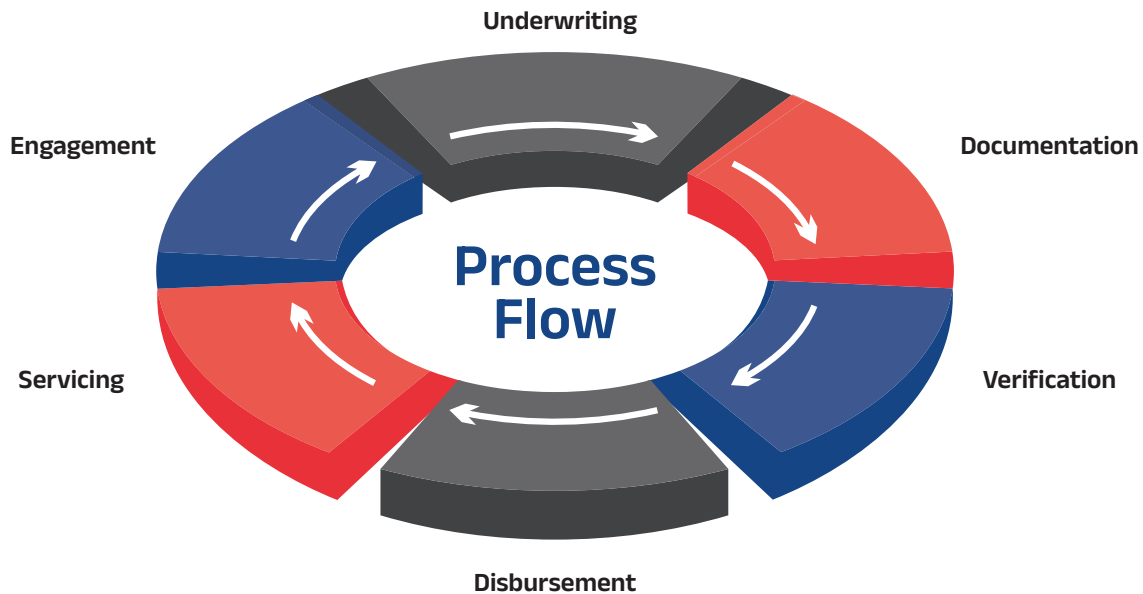 Underwriting
Engagement
Documentation
Process
Flow
Servicing
Verification
Disbursement